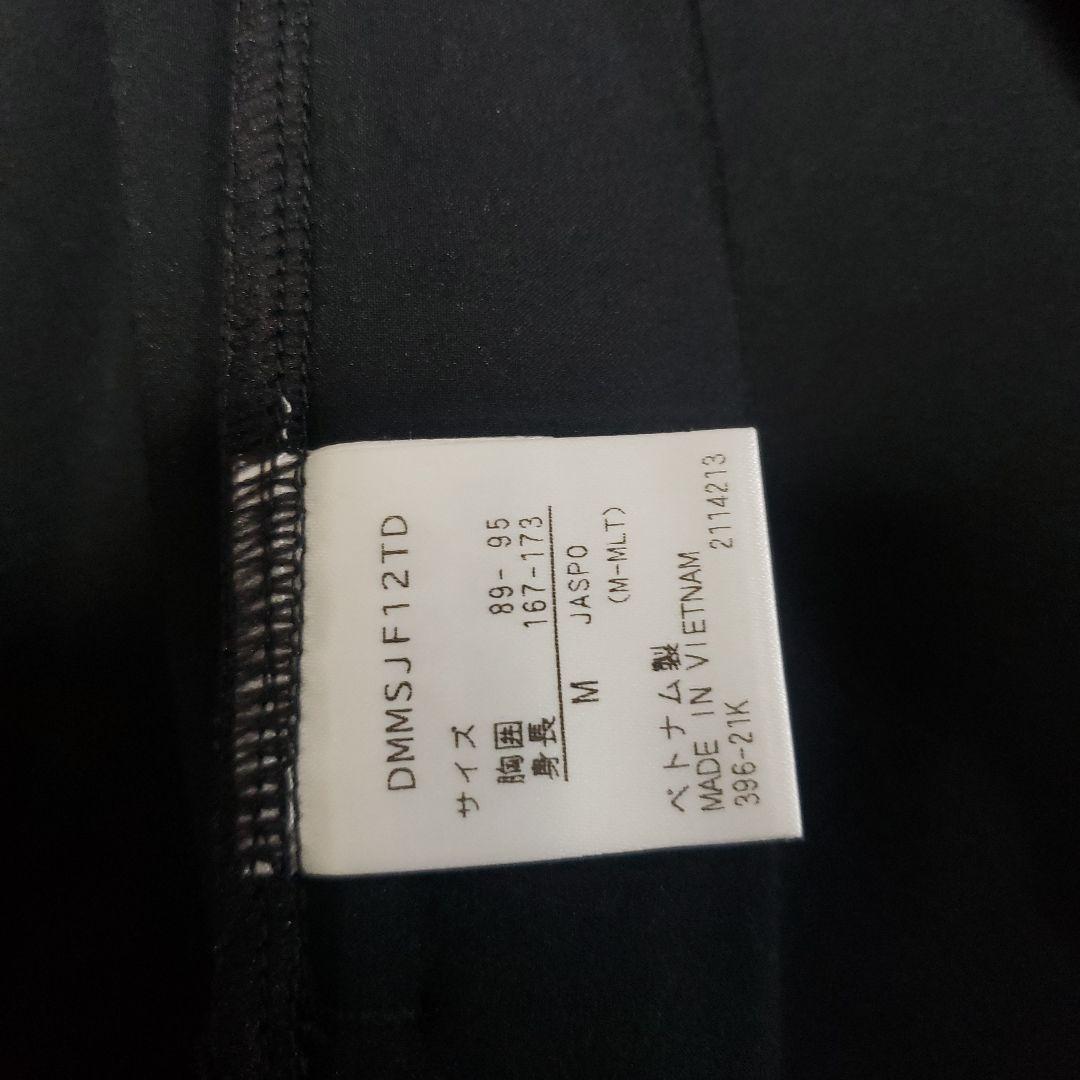 DMMSJF12TD
サイズ
胸囲 89- 95
身長 167-173
M JASPO
(M-MLT)
ベトナム製
MADE IN VIETNAM
396-21K 2114213